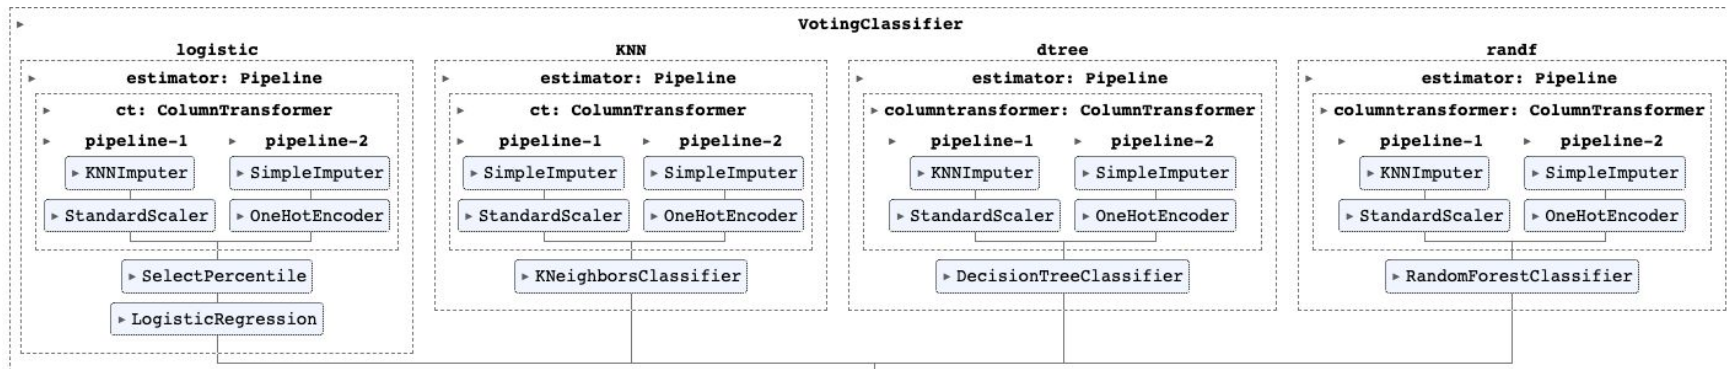 VotingClassifier
logistic KNN dtree randf
estimator: Pipeline estimator: Pipeline estimator: Pipeline estimator: Pipeline
ct: ColumnTransformer ct: ColumnTransformer columntransformer: ColumnTransformer columntransformer: ColumnTransformer
pipeline-1 pipeline-2 pipeline-1 pipeline-2 pipeline-1 pipeline-2 pipeline-1 pipeline-2
KNNImputer SimpleImputer SimpleImputer SimpleImputer KNNImputer SimpleImputer KNNImputer SimpleImputer
StandardScaler OneHotEncoder StandardScaler OneHotEncoder StandardScaler OneHotEncoder StandardScaler OneHotEncoder
SelectPercentile KNeighborsClassifier DecisionTreeClassifier RandomForestClassifier
LogisticRegression